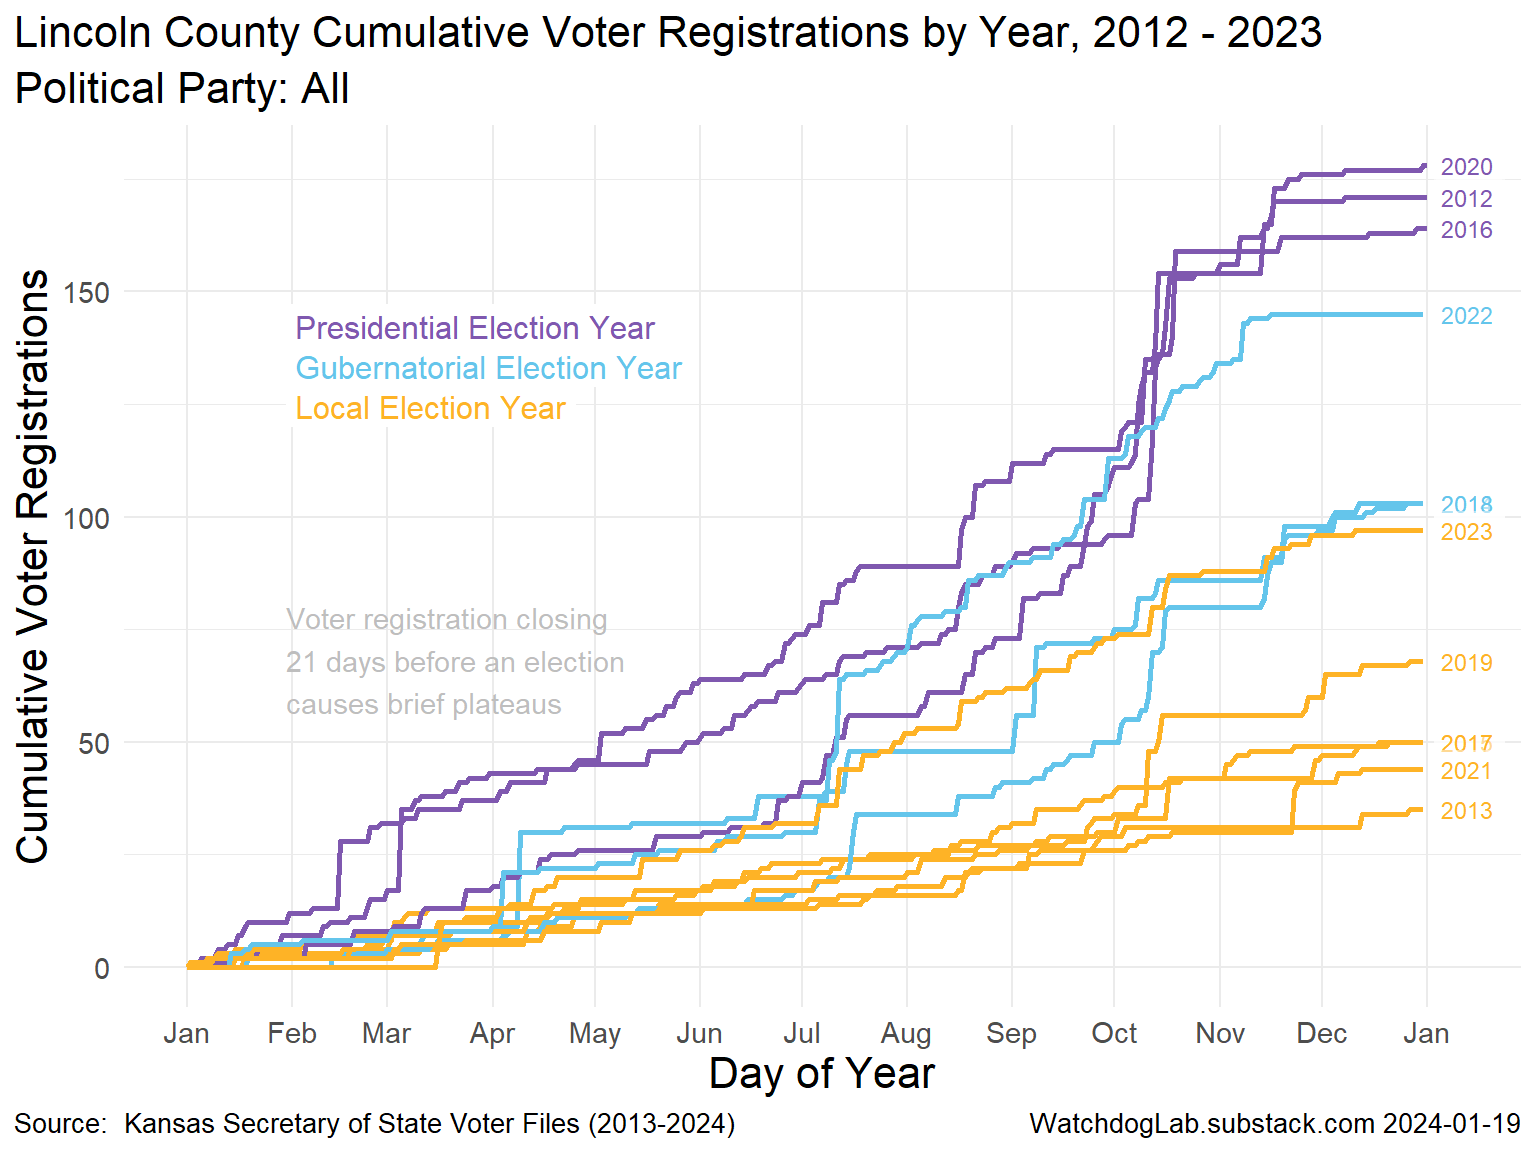 Lincoln County Cumulative Voter Registrations by Year, 2012 - 2023
Political Party: All
Cumulative Voter Registrations
150
100
50
0
Presidential Election Year
Gubernatorial Election Year
Local Election Year
Voter registration closing
21 days before an election
causes brief plateaus
2020
2012
2016
2022
2023
2019
2021
2013
Jan Feb Mar Apr May Jun Jul Aug Sep Oct Nov Dec Jan
Day of Year
Source: Kansas Secretary of State Voter Files (2013-2024)
WatchdogLab.substack.com 2024-01-19